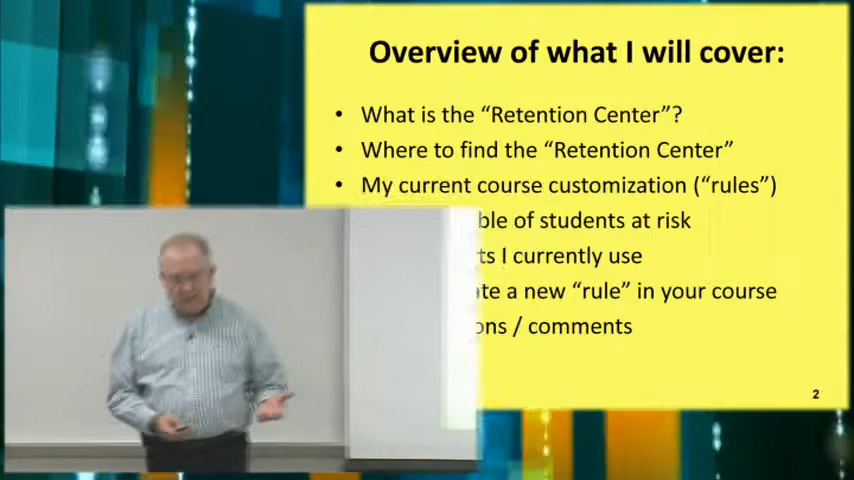 Overview of what I will cover:
• What is the “Retention Center”?
• Where to find the “Retention Center”
• My current course customization (“rules”)
of students at risk
I currently use
a new “rule” in your course
/ comments
2